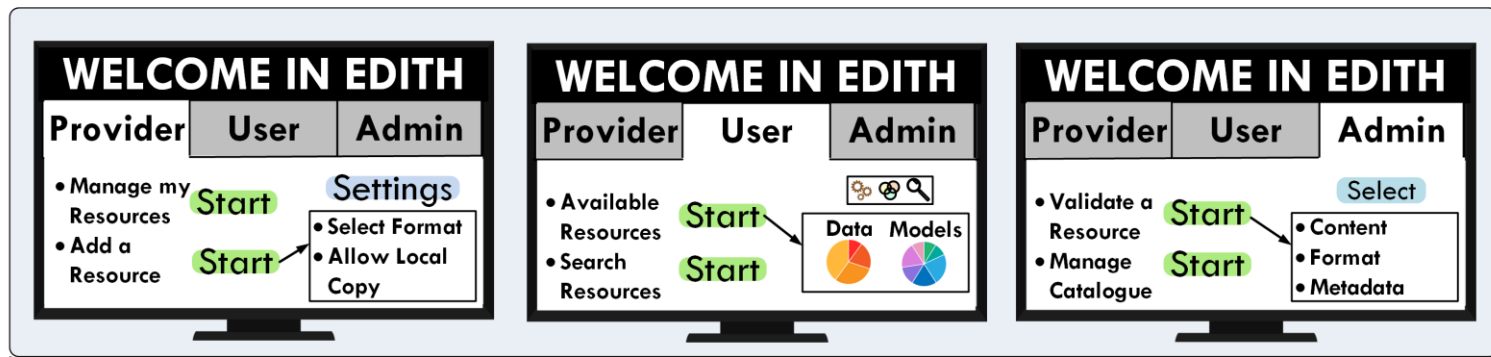 WELCOME IN EDITH
Provider User Admin
• Manage my
Resources
Start
• Add a
Resource
Start
Settings
• Select Format
• Allow Local
Copy
WELCOME IN EDITH
Provider User Admin
• Available
Resources
Start
• Search
Resources
Start
Data Models
WELCOME IN EDITH
Provider User Admin
• Validate a
Resource
Start
• Manage
Catalogue
Start
Select
• Content
• Format
• Metadata